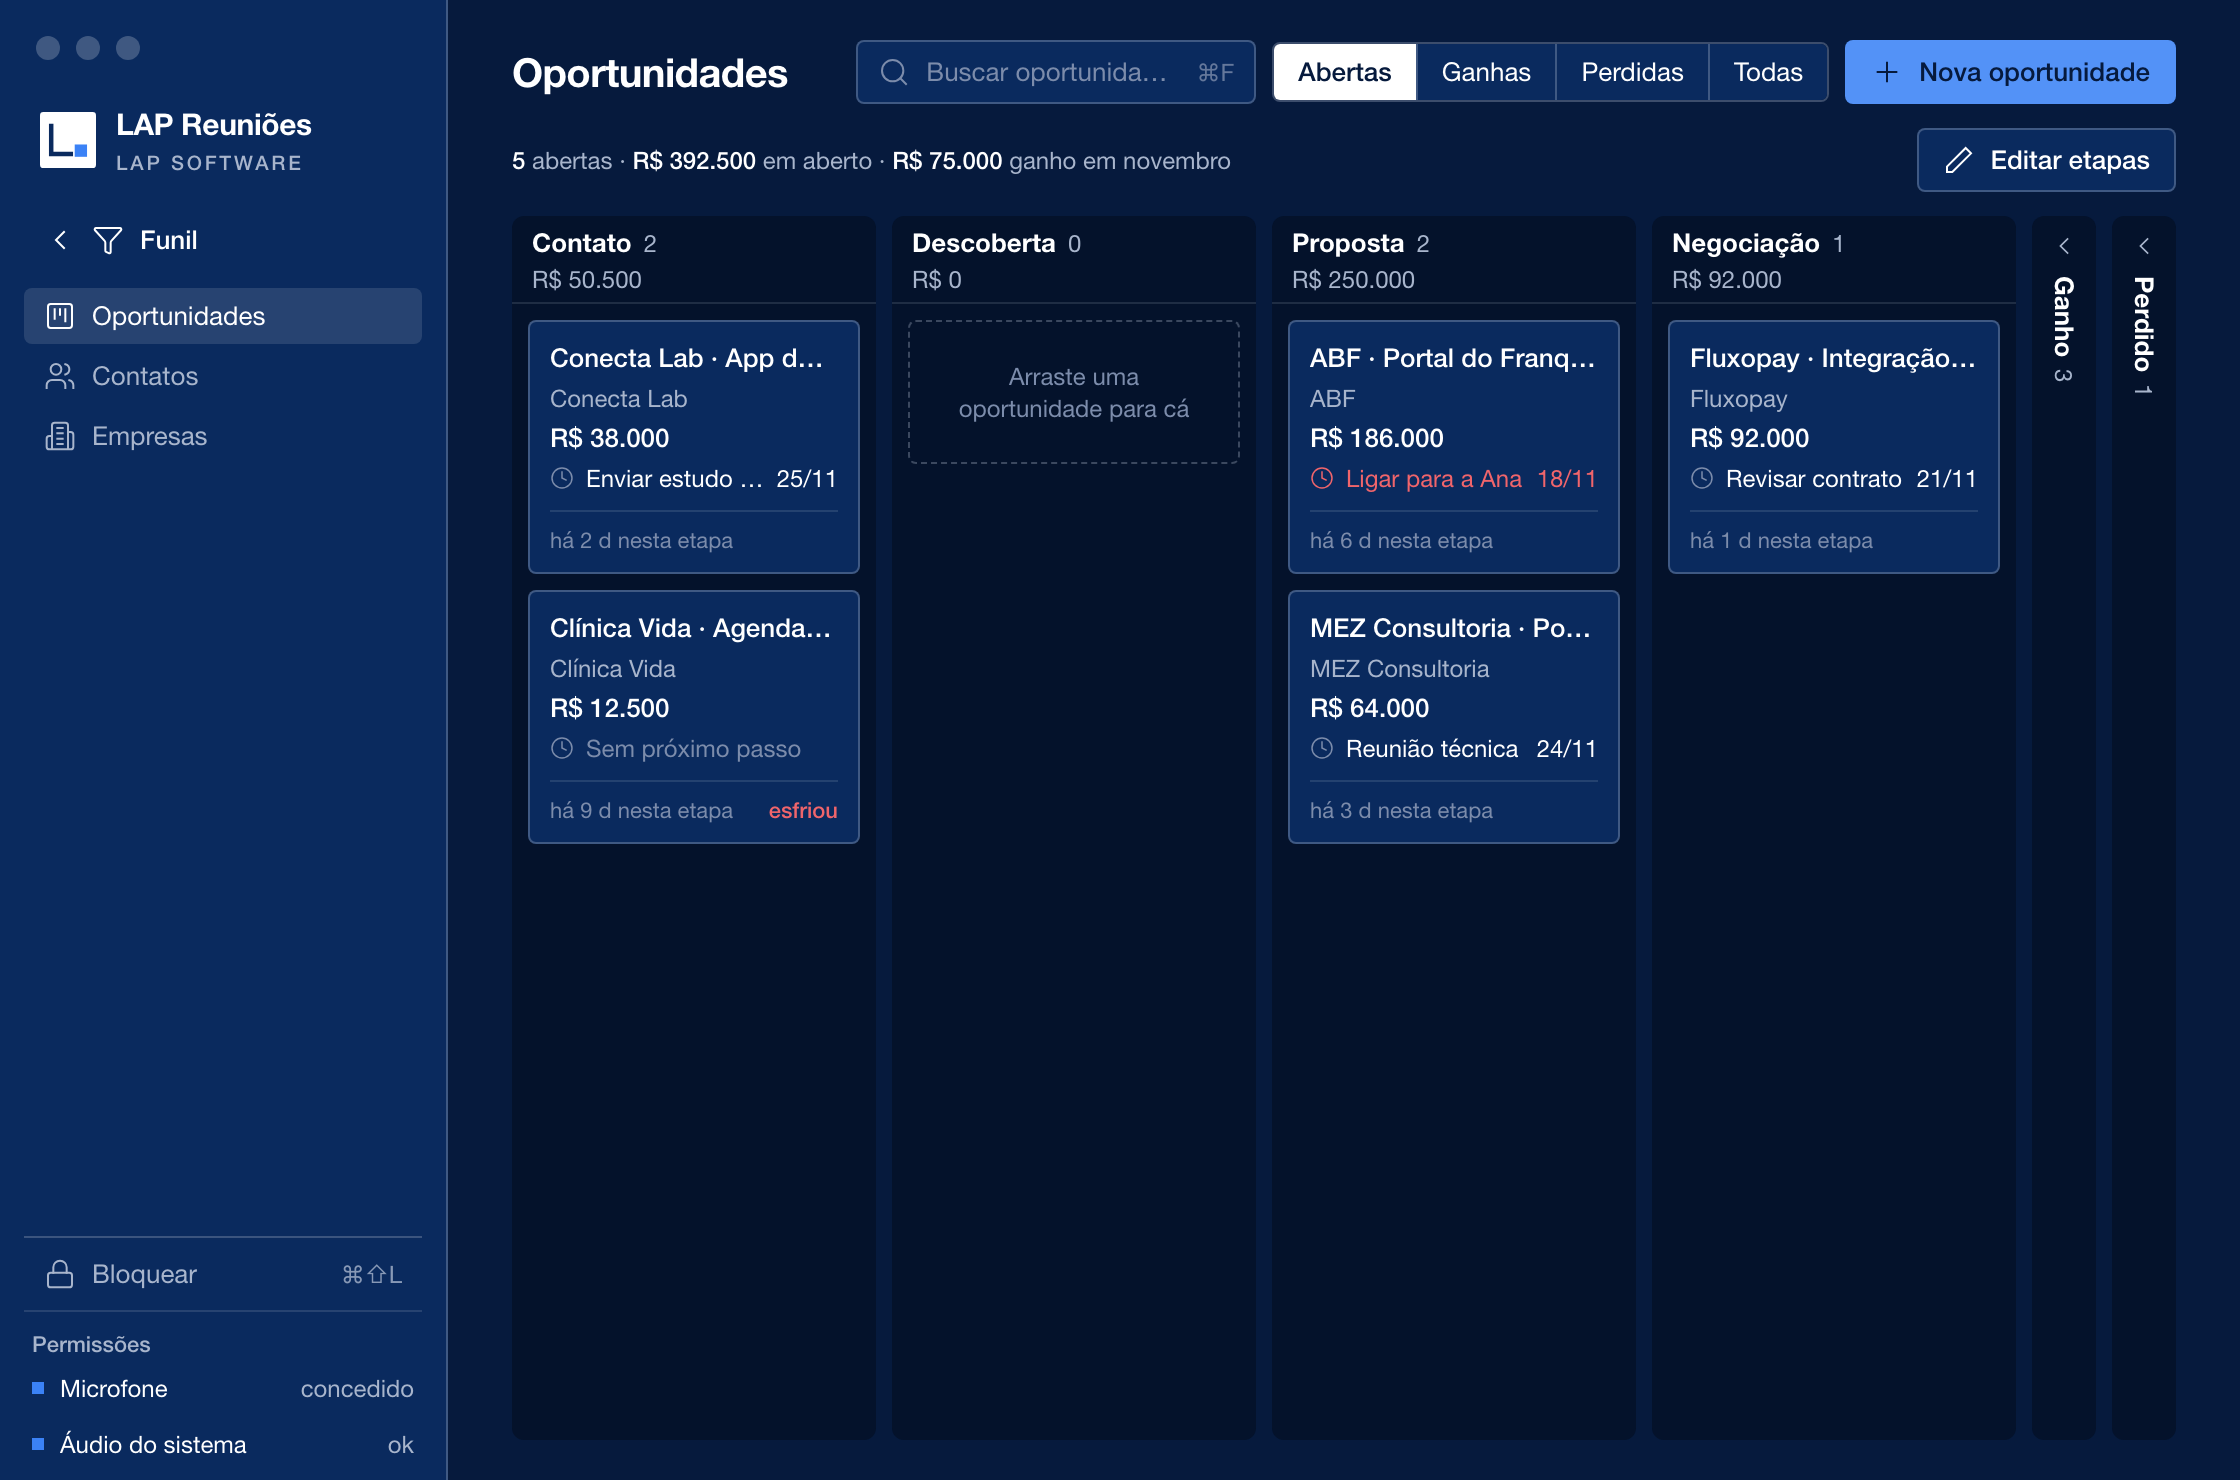 LAP Reuniões
LAP SOFTWARE
Funil
Oportunidades
Contatos
Empresas
Bloquear ⌘⇧L
Permissões
Microfone concedido
Áudio do sistema ok
Oportunidades
Buscar oportunida… ⌘F
Abertas Ganhas Perdidas Todas
Nova oportunidade
5 abertas · R$ 392.500 em aberto · R$ 75.000 ganho em novembro
Editar etapas
Contato 2
R$ 50.500
Conecta Lab · App d…
Conecta Lab
R$ 38.000
Enviar estudo … 25/11
há 2 d nesta etapa
Clínica Vida · Agenda…
Clínica Vida
R$ 12.500
Sem próximo passo
há 9 d nesta etapa esfriou
Descoberta 0
R$ 0
Arraste uma
oportunidade para cá
Proposta 2
R$ 250.000
ABF · Portal do Franq…
ABF
R$ 186.000
Ligar para a Ana 18/11
há 6 d nesta etapa
MEZ Consultoria · Po…
MEZ Consultoria
R$ 64.000
Reunião técnica 24/11
há 3 d nesta etapa
Negociação 1
R$ 92.000
Fluxopay · Integração…
Fluxopay
R$ 92.000
Revisar contrato 21/11
há 1 d nesta etapa
Ganho 3
Perdido 1